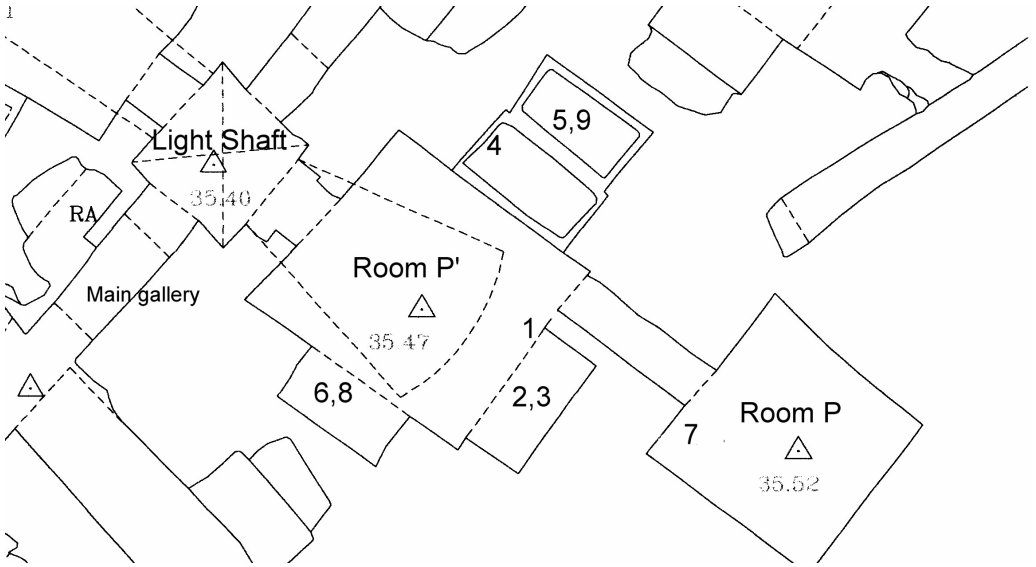 1
5,9
Light Shaft
4
35.40
RA
Room P'
Main gallery
1
35.47
6,8
2,3
Room P
7
35.52